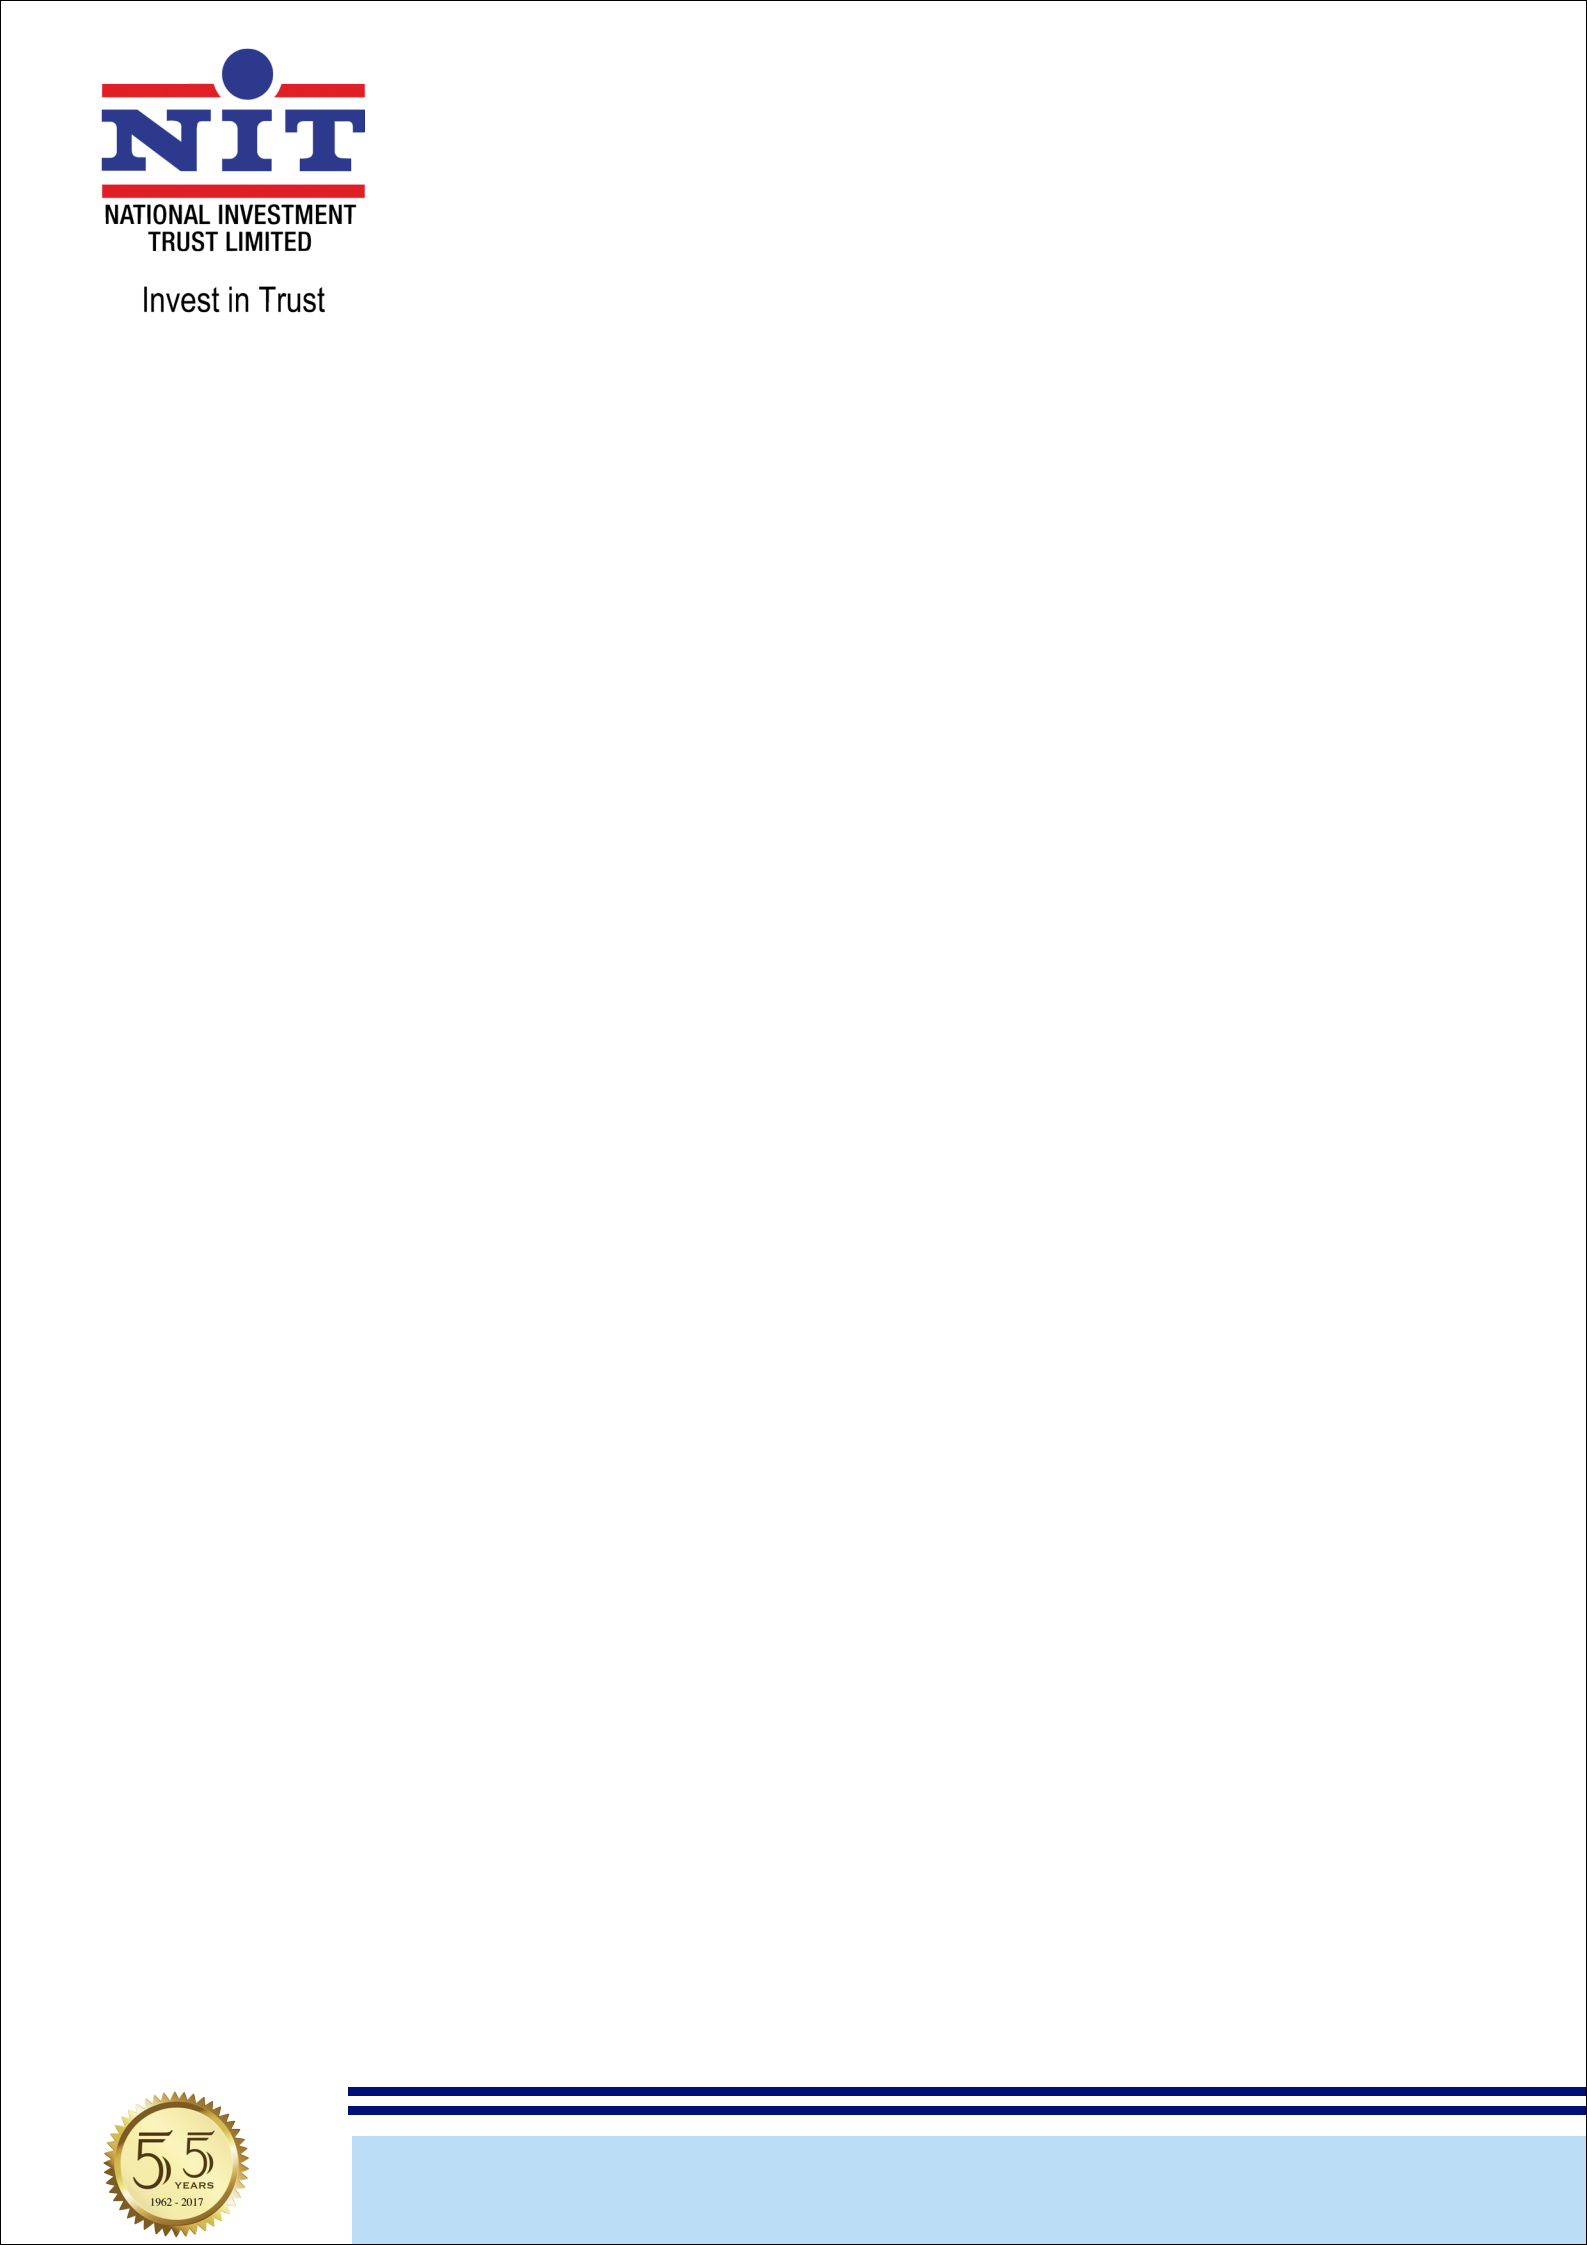 NIT
NATIONAL INVESTMENT
TRUST LIMITED
Invest in Trust
55
YEARS
1962 - 2017